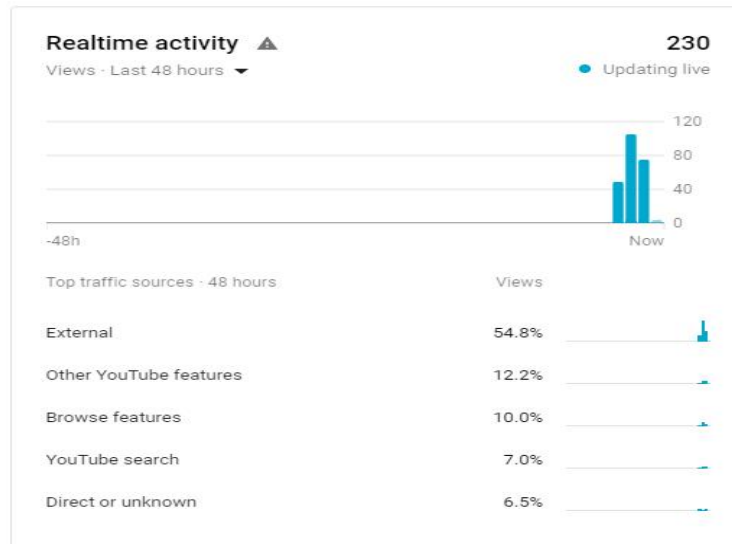 Realtime activity 230
Views · Last 48 hours Updating live
120
80
40
0
-48h Now
Top traffic sources · 48 hours Views
External 54.8%
Other YouTube features 12.2%
Browse features 10.0%
YouTube search 7.0%
Direct or unknown 6.5%